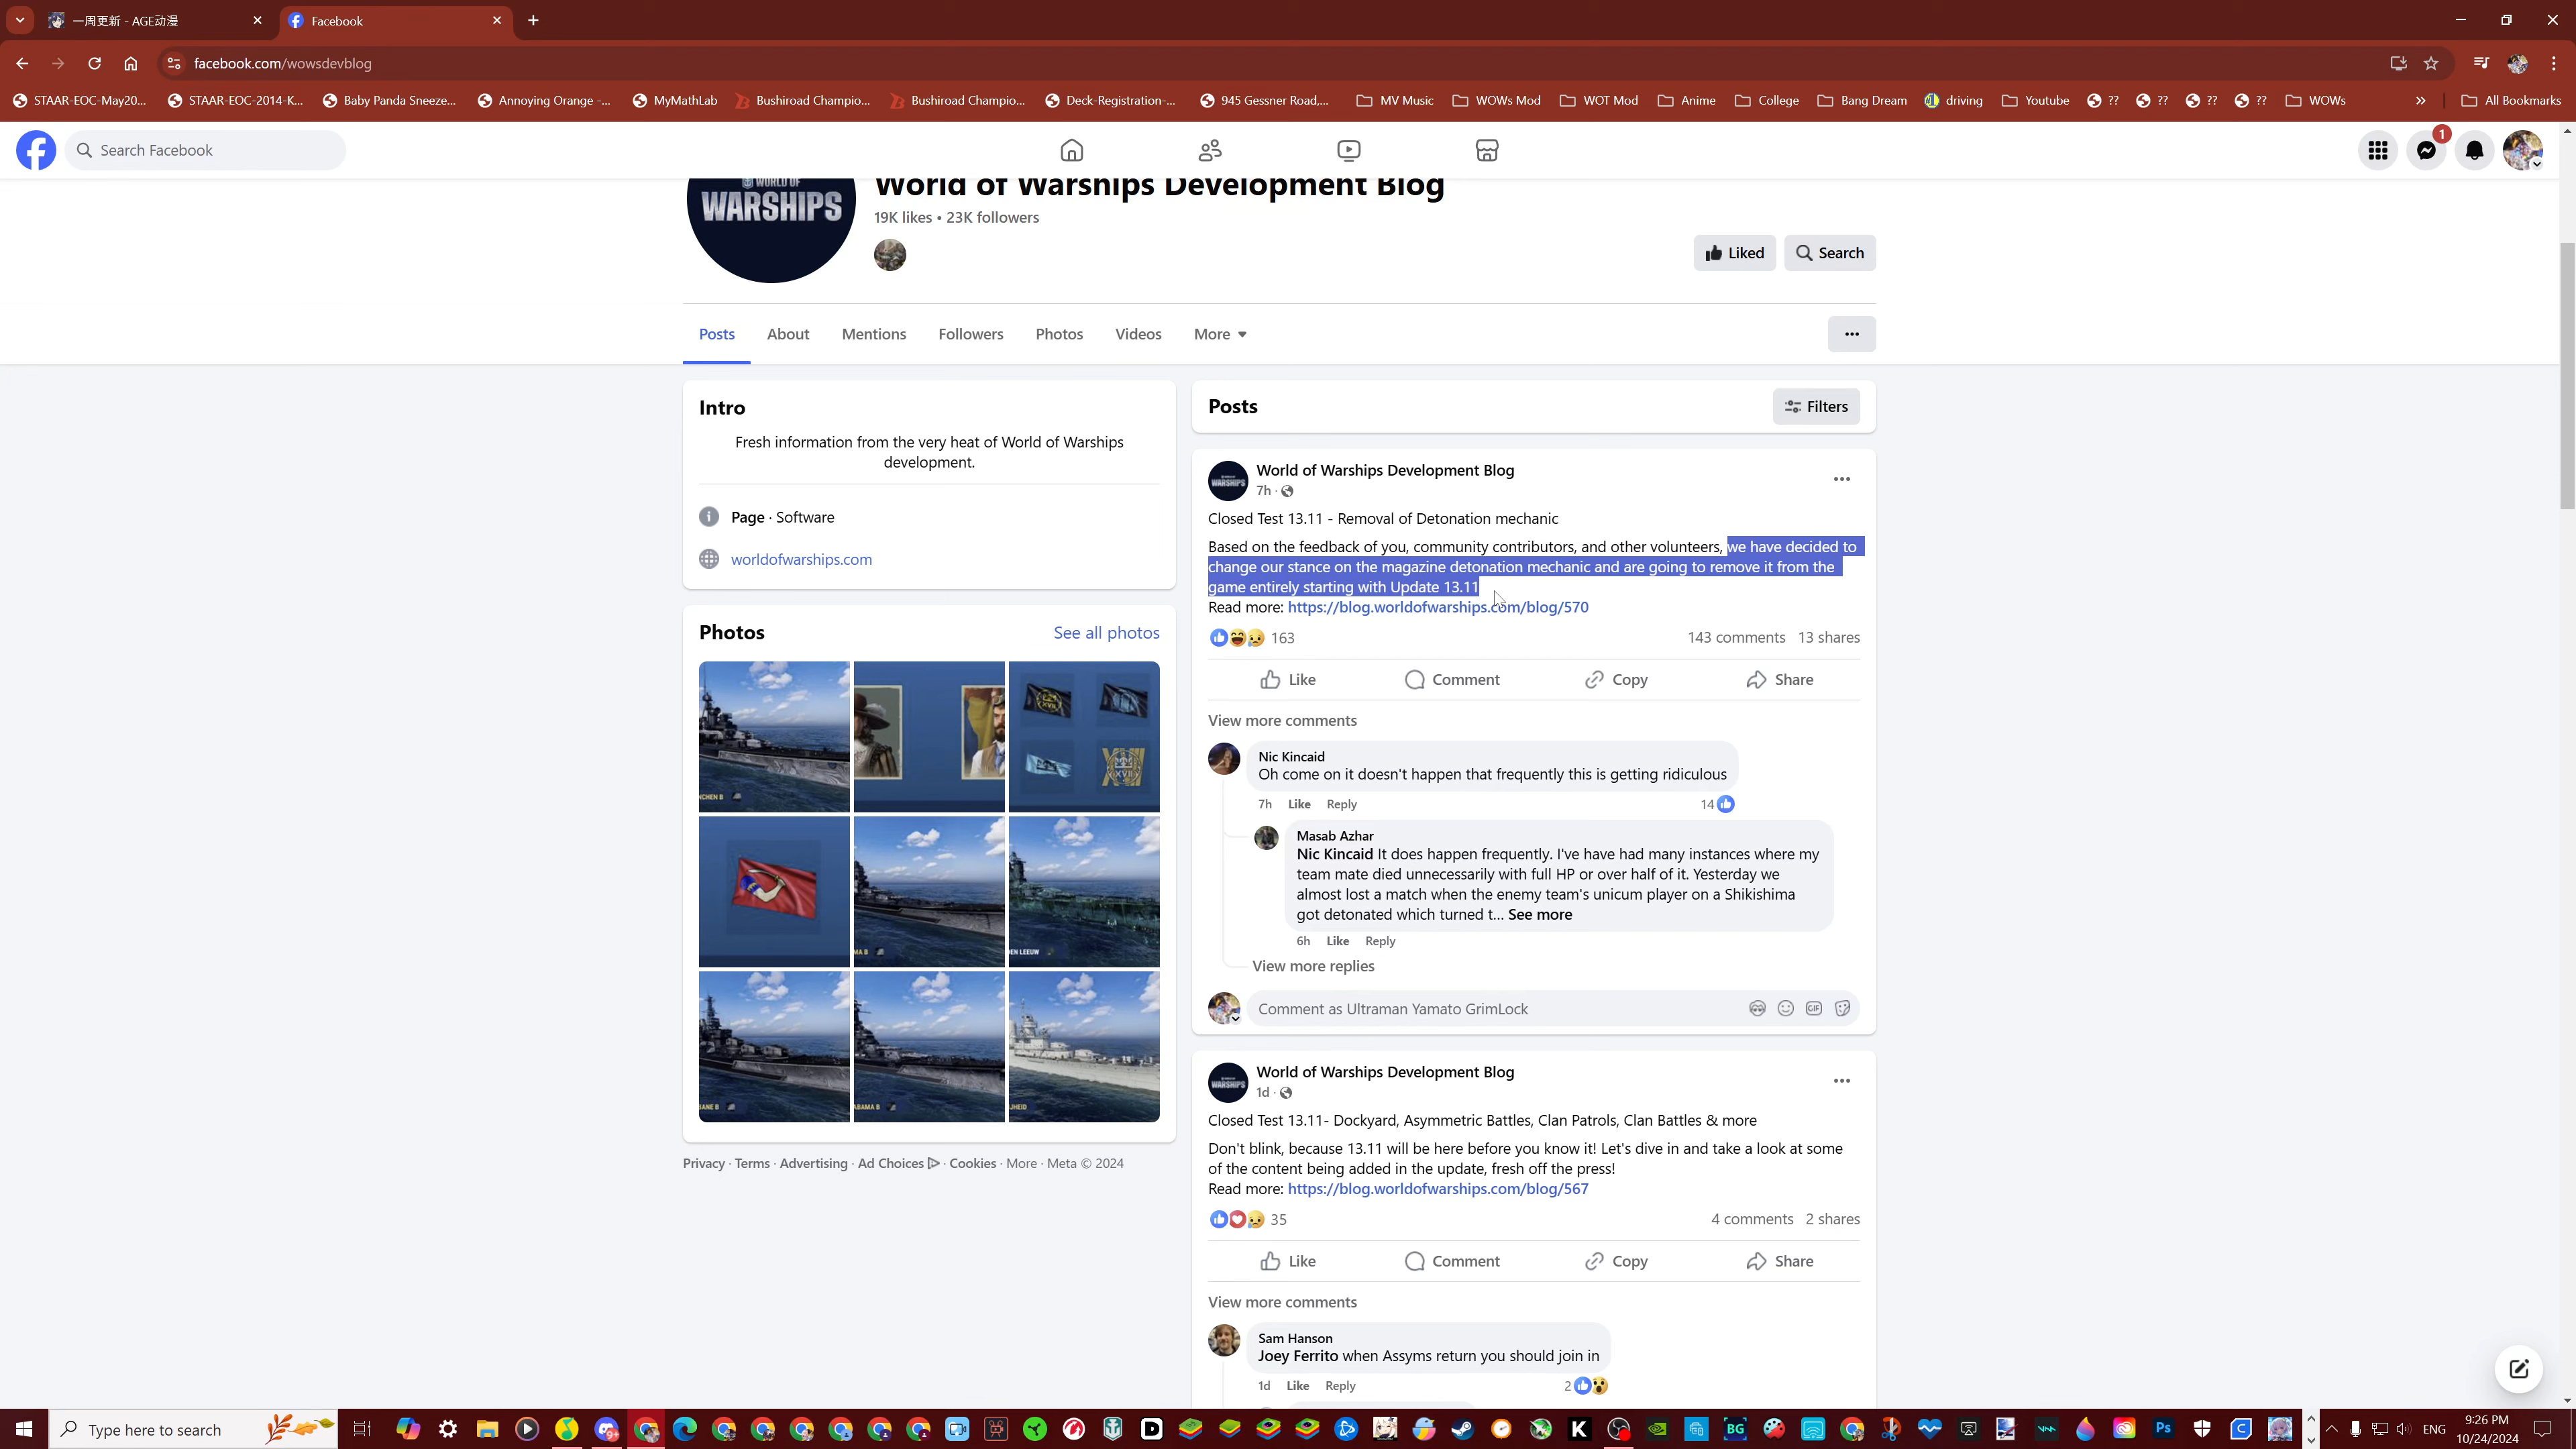 一周更新 - AGE动漫
Facebook
facebook.com/wowsdevblog
STAAR-EOC-May20...
STAAR-EOC-2014-K...
Baby Panda Sneeze...
Annoying Orange -...
MyMathLab
Bushiroad Champio...
Bushiroad Champio...
Deck-Registration-...
945 Gessner Road,...
MV Music
WOWs Mod
WOT Mod
Anime
College
Bang Dream
driving
Youtube
??
??
??
??
WOWs
All Bookmarks
Search Facebook
1
WORLD OF
WARSHIPS
World of Warships Development Blog
19K likes • 23K followers
Liked
Search
Posts
About
Mentions
Followers
Photos
Videos
More
Intro
Fresh information from the very heat of World of Warships
development.
Page · Software
worldofwarships.com
Photos
See all photos
Privacy · Terms · Advertising · Ad Choices · Cookies · More · Meta © 2024
Posts
Filters
World of Warships Development Blog
7h ·
Closed Test 13.11 - Removal of Detonation mechanic
Based on the feedback of you, community contributors, and other volunteers, we have decided to
change our stance on the magazine detonation mechanic and are going to remove it from the
game entirely starting with Update 13.11
Read more: https://blog.worldofwarships.com/blog/570
163
143 comments 13 shares
Like
Comment
Copy
Share
View more comments
Nic Kincaid
Oh come on it doesn't happen that frequently this is getting ridiculous
7h Like Reply
14
Masab Azhar
Nic Kincaid It does happen frequently. I've have had many instances where my
team mate died unnecessarily with full HP or over half of it. Yesterday we
almost lost a match when the enemy team's unicum player on a Shikishima
got detonated which turned t... See more
6h Like Reply
View more replies
Comment as Ultraman Yamato GrimLock
World of Warships Development Blog
1d ·
Closed Test 13.11- Dockyard, Asymmetric Battles, Clan Patrols, Clan Battles & more
Don't blink, because 13.11 will be here before you know it! Let's dive in and take a look at some
of the content being added in the update, fresh off the press!
Read more: https://blog.worldofwarships.com/blog/567
35
4 comments 2 shares
Like
Comment
Copy
Share
View more comments
Sam Hanson
Joey Ferrito when Assyms return you should join in
1d Like Reply
2
Type here to search
ENG
9:26 PM
10/24/2024